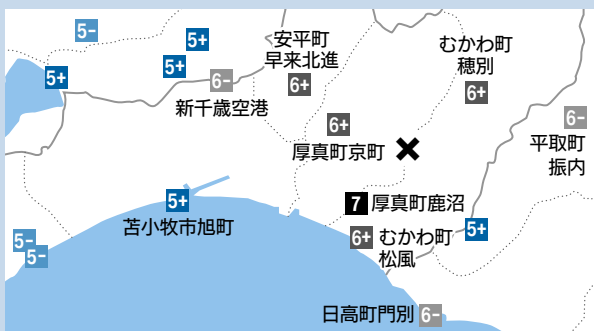 5-
5+
5+
5+
6-
新千歳空港
安平町
早来北進
6+
むかわ町
穂別
6+
6+
厚真町京町
6-
平取町
振内
5+
苫小牧市旭町
7 厚真町鹿沼
6+ むかわ町
松風
5+
5-
5-
日高町門別 6-